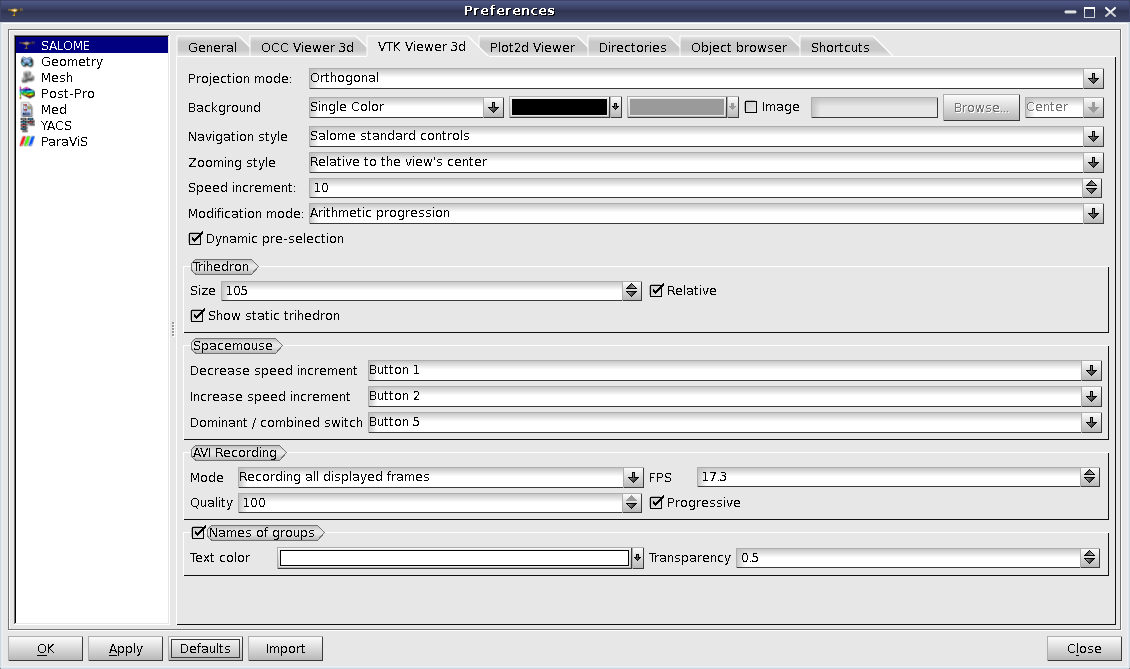 Preferences
SALOME
Geometry
Mesh
Post-Pro
Med
YACS
ParaViS
General OCC Viewer 3d VTK Viewer 3d Plot2d Viewer Directories Object browser Shortcuts
Projection mode: Orthogonal
Background Single Color Image Browse... Center
Navigation style Salome standard controls
Zooming style Relative to the view's center
Speed increment: 10
Modification mode: Arithmetic progression
Dynamic pre-selection
Trihedron
Size 105 Relative
Show static trihedron
Spacemouse
Decrease speed increment Button 1
Increase speed increment Button 2
Dominant / combined switch Button 5
AVI Recording
Mode Recording all displayed frames FPS 17.3
Quality 100 Progressive
Names of groups
Text color Transparency 0.5
OK Apply Defaults Import Close